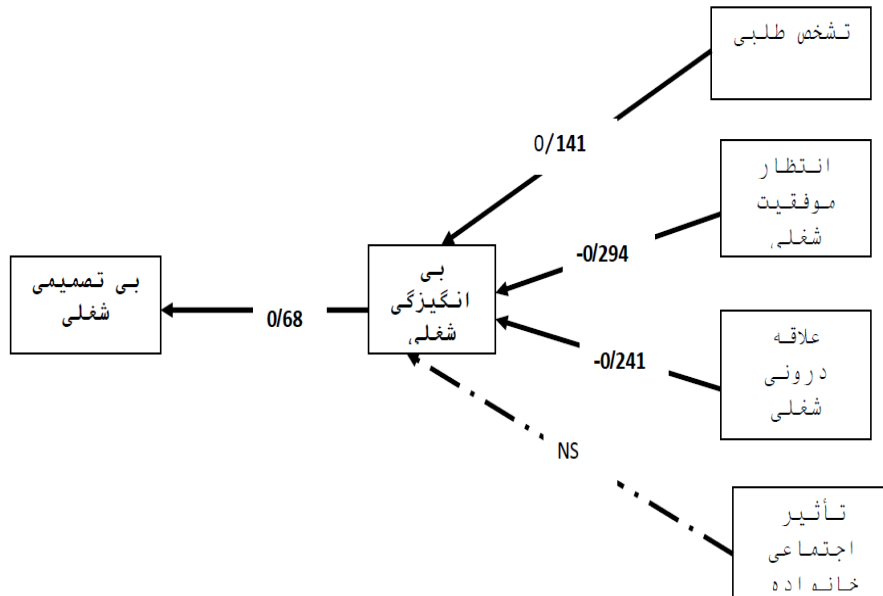 تشخص طلبی
0/141
انتظار
موفقیت
شغلی
-0/294
بی
انگیزگی
شغلی
بی تصمیمی
شغلی
0/68
علاقه
درونی
شغلی
-0/241
NS
تأثیر
اجتماعی
خانواده